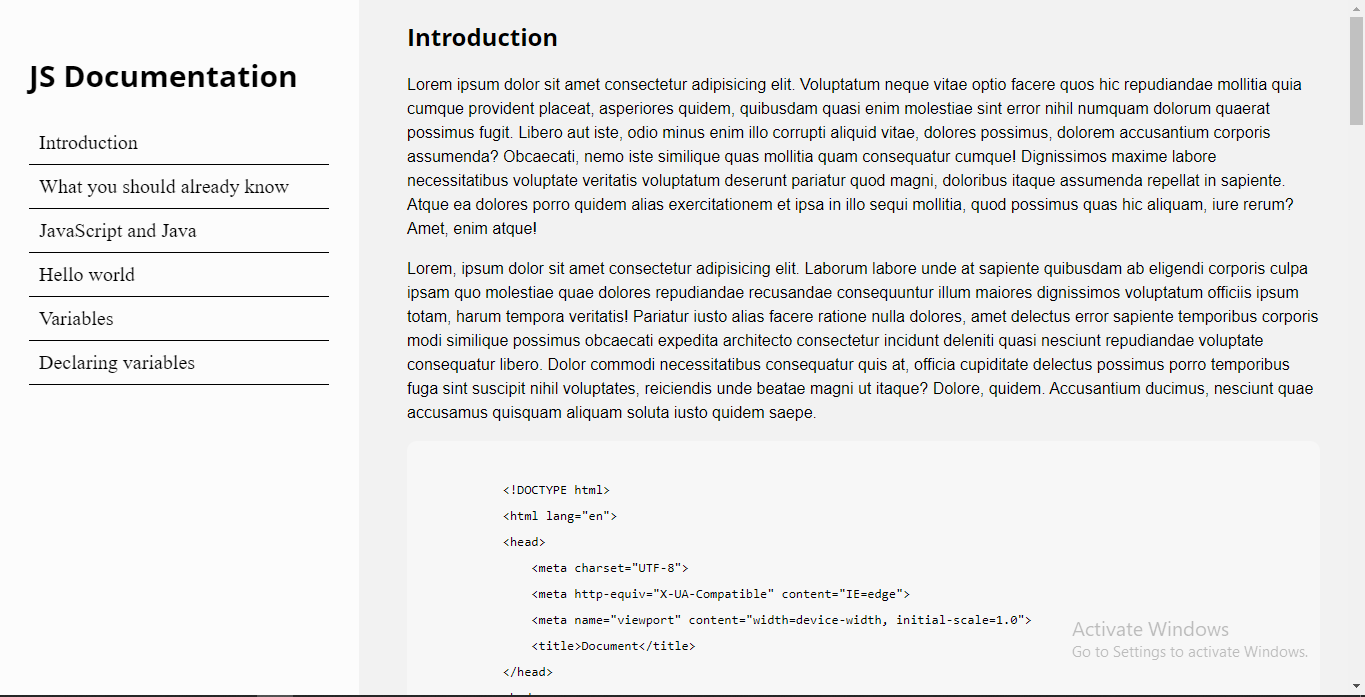 JS Documentation
Introduction
What you should already know
JavaScript and Java
Hello world
Variables
Declaring variables
Introduction
Lorem ipsum dolor sit amet consectetur adipisicing elit. Voluptatum neque vitae optio facere quos hic repudiandae mollitia quia
cumque provident placeat, asperiores quidem, quibusdam quasi enim molestiae sint error nihil numquam dolorum quaerat
possimus fugit. Libero aut iste, odio minus enim illo corrupti aliquid vitae, dolores possimus, dolorem accusantium corporis
assumenda? Obcaecati, nemo iste similique quas mollitia quam consequatur cumque! Dignissimos maxime labore
necessitatibus voluptate veritatis voluptatum deserunt pariatur quod magni, doloribus itaque assumenda repellat in sapiente.
Atque ea dolores porro quidem alias exercitationem et ipsa in illo sequi mollitia, quod possimus quas hic aliquam, iure rerum?
Amet, enim atque!
Lorem, ipsum dolor sit amet consectetur adipisicing elit. Laborum labore unde at sapiente quibusdam ab eligendi corporis culpa
ipsam quo molestiae quae dolores repudiandae recusandae consequuntur illum maiores dignissimos voluptatum officiis ipsum
totam, harum tempora veritatis! Pariatur iusto alias facere ratione nulla dolores, amet delectus error sapiente temporibus corporis
modi similique possimus obcaecati expedita architecto consectetur incidunt deleniti quasi nesciunt repudiandae voluptate
consequatur libero. Dolor commodi necessitatibus consequatur quis at, officia cupiditate delectus possimus porro temporibus
fuga sint suscipit nihil voluptates, reiciendis unde beatae magni ut itaque? Dolore, quidem. Accusantium ducimus, nesciunt quae
accusamus quisquam aliquam soluta iusto quidem saepe.
<!DOCTYPE html>
<html lang="en">
<head>
<meta charset="UTF-8">
<meta http-equiv="X-UA-Compatible" content="IE=edge">
<meta name="viewport" content="width=device-width, initial-scale=1.0">
<title>Document</title>
</head>
Activate Windows
Go to Settings to activate Windows.